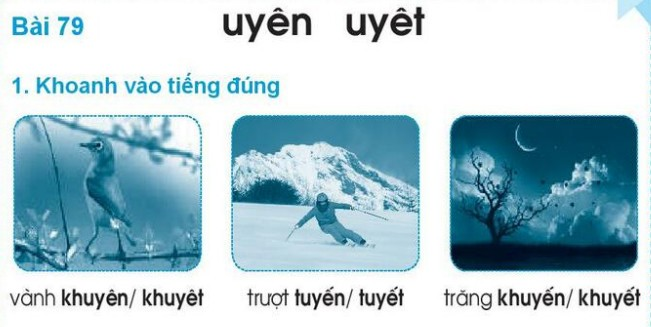 Bài 79 uyên uyêt
1. Khoanh vào tiếng đúng
vành khuyên/ khuyêt trượt tuyến/ tuyết trăng khuyến/ khuyết